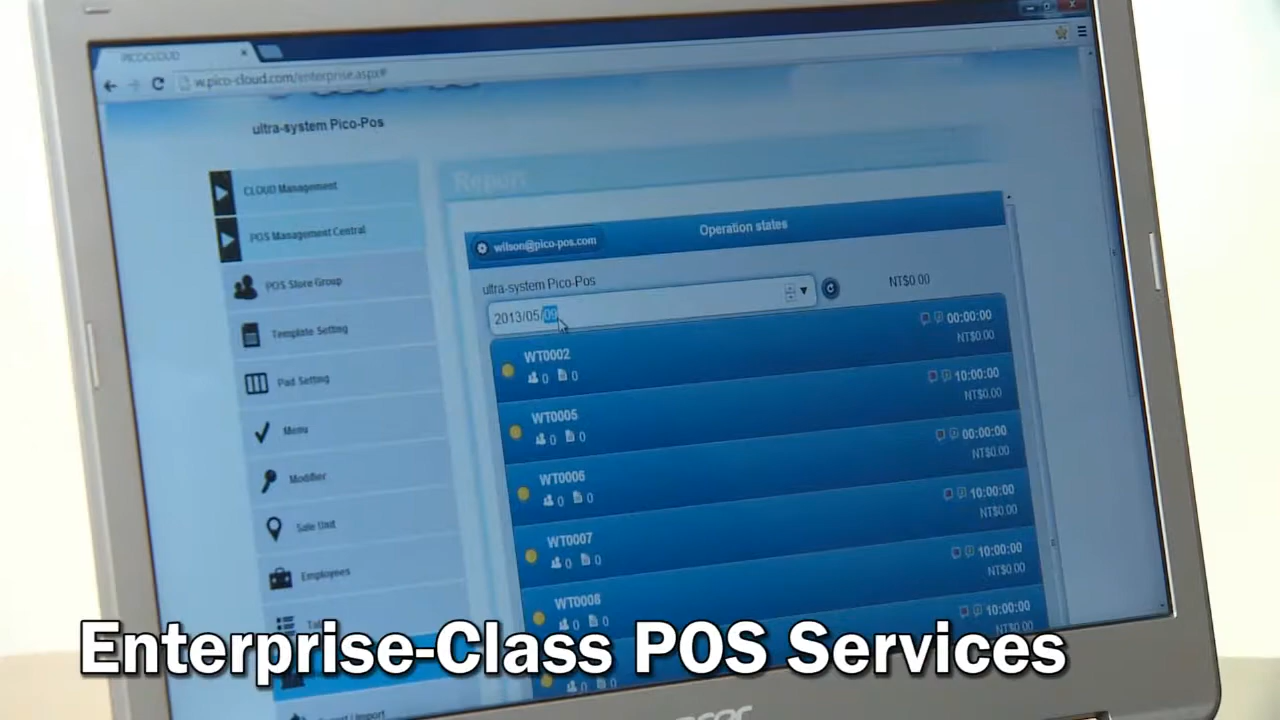 PICOCLOUD
w.pico-cloud.com/enterprise.aspx#
ultra-system Pico-Pos
CLOUD Management
POS Management Central
POS Store Group
Template Setting
Pad Setting
Menu
Modifier
Sale Unit
Employees
Report
wilson@pico-pos.com
Operation states
ultra-system Pico-Pos
NT$0.00
2013/05/09
WT0002
00:00:00
0 0
NT$0.00
WT0005
10:00:00
0 0
NT$0.00
WT0006
00:00:00
0 0
NT$0.00
WT0007
10:00:00
0 0
NT$0.00
WT0008
10:00:00
0 0
NT$0.00
10:00:00
NT$0.00
0 0
Enterprise-Class POS Services
acer